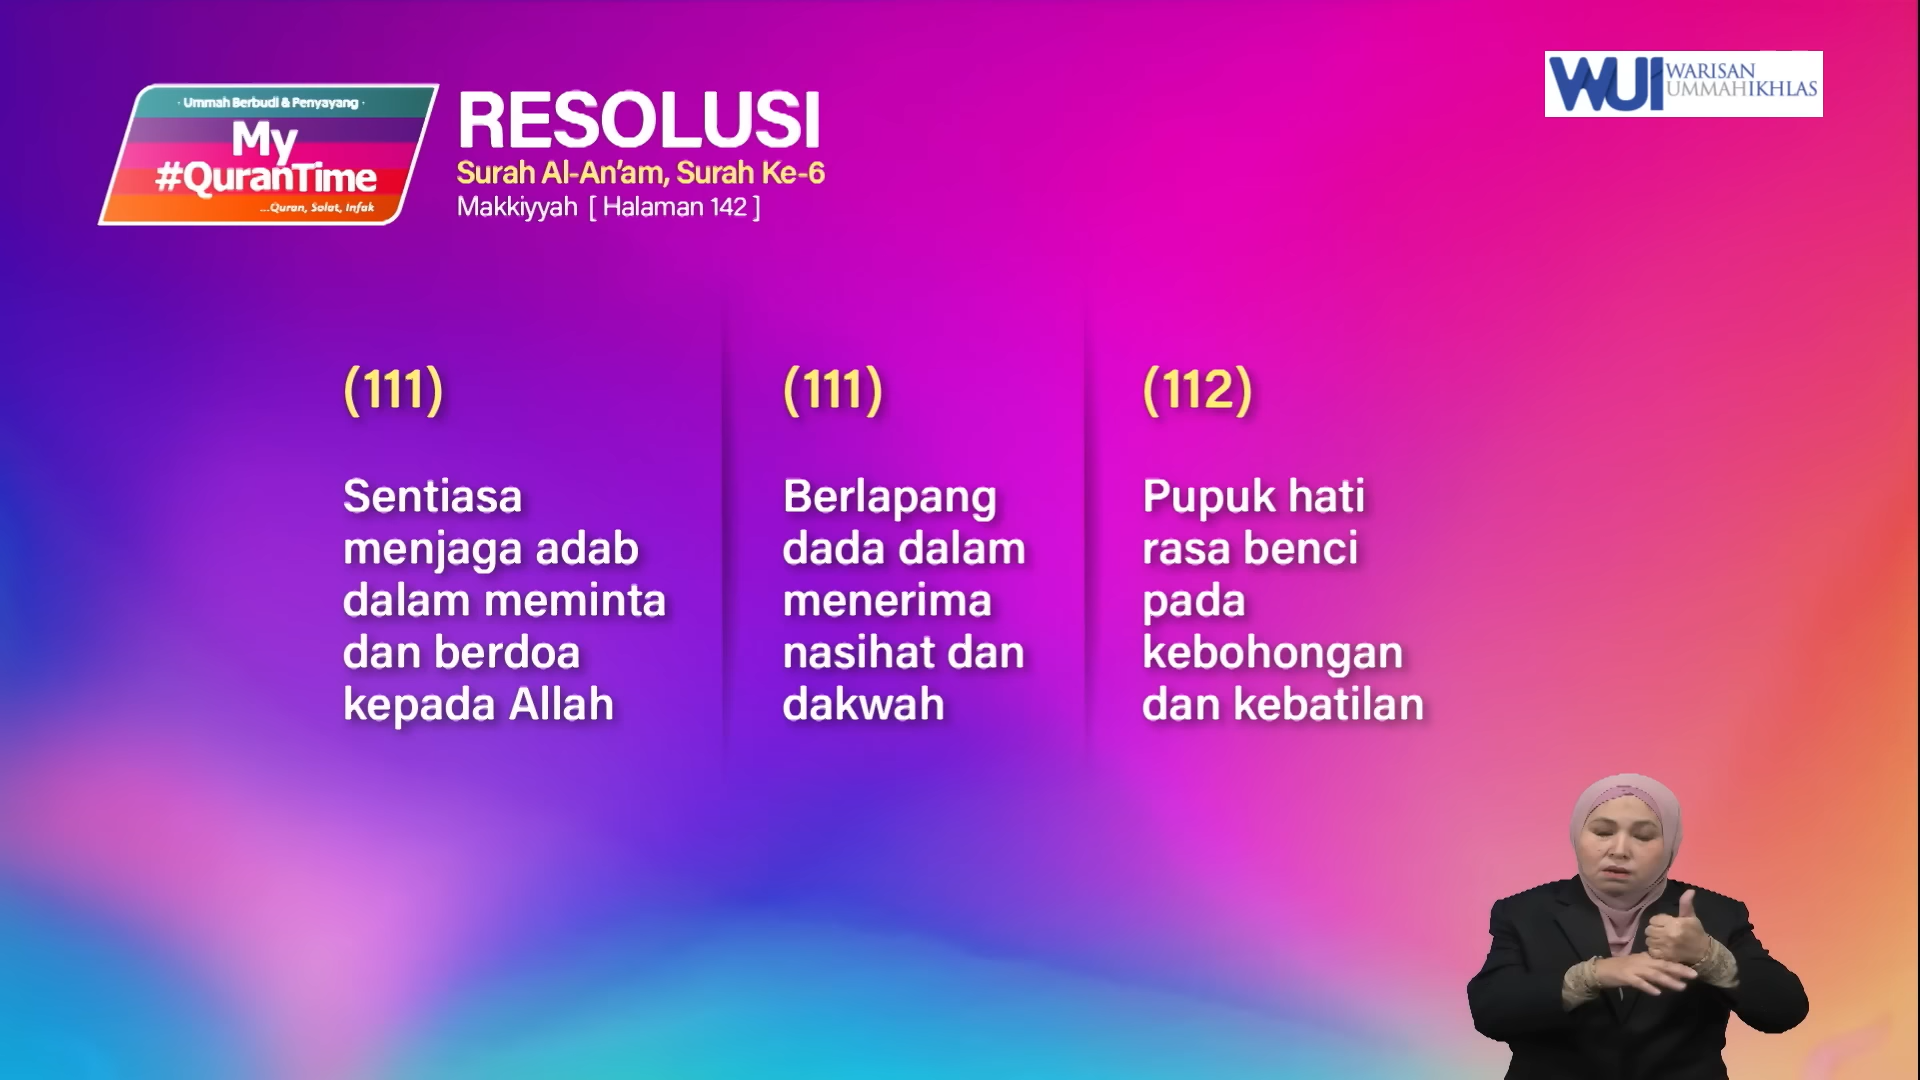 · Ummah Berbudi & Penyayang ·
My
#QuranTime
...Quran, Solat, Infak
RESOLUSI
Surah Al-An’am, Surah Ke-6
Makkiyyah [ Halaman 142 ]
WUI WARISAN
UMMAHIKHLAS
(111)
Sentiasa
menjaga adab
dalam meminta
dan berdoa
kepada Allah
(111)
Berlapang
dada dalam
menerima
nasihat dan
dakwah
(112)
Pupuk hati
rasa benci
pada
kebohongan
dan kebatilan